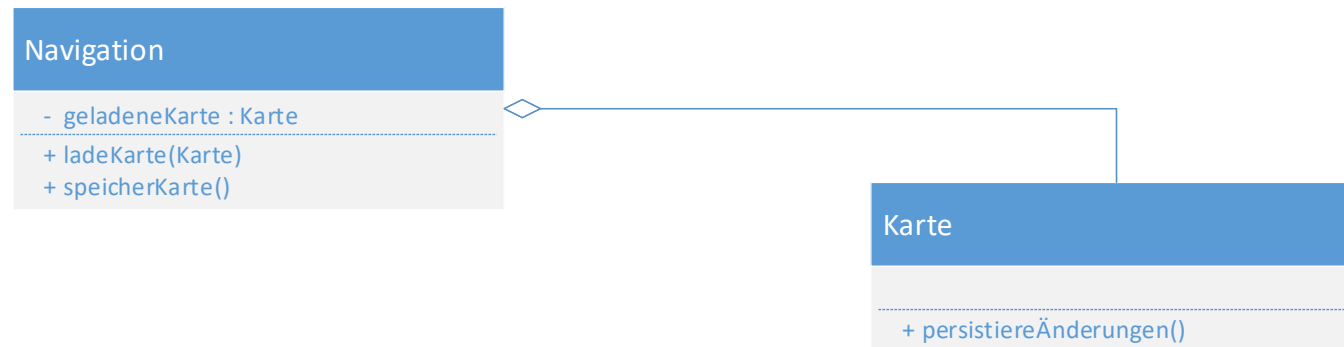 Navigation
- geladeneKarte : Karte
+ ladeKarte(Karte)
+ speicherKarte()
Karte
+ persistiereÄnderungen()